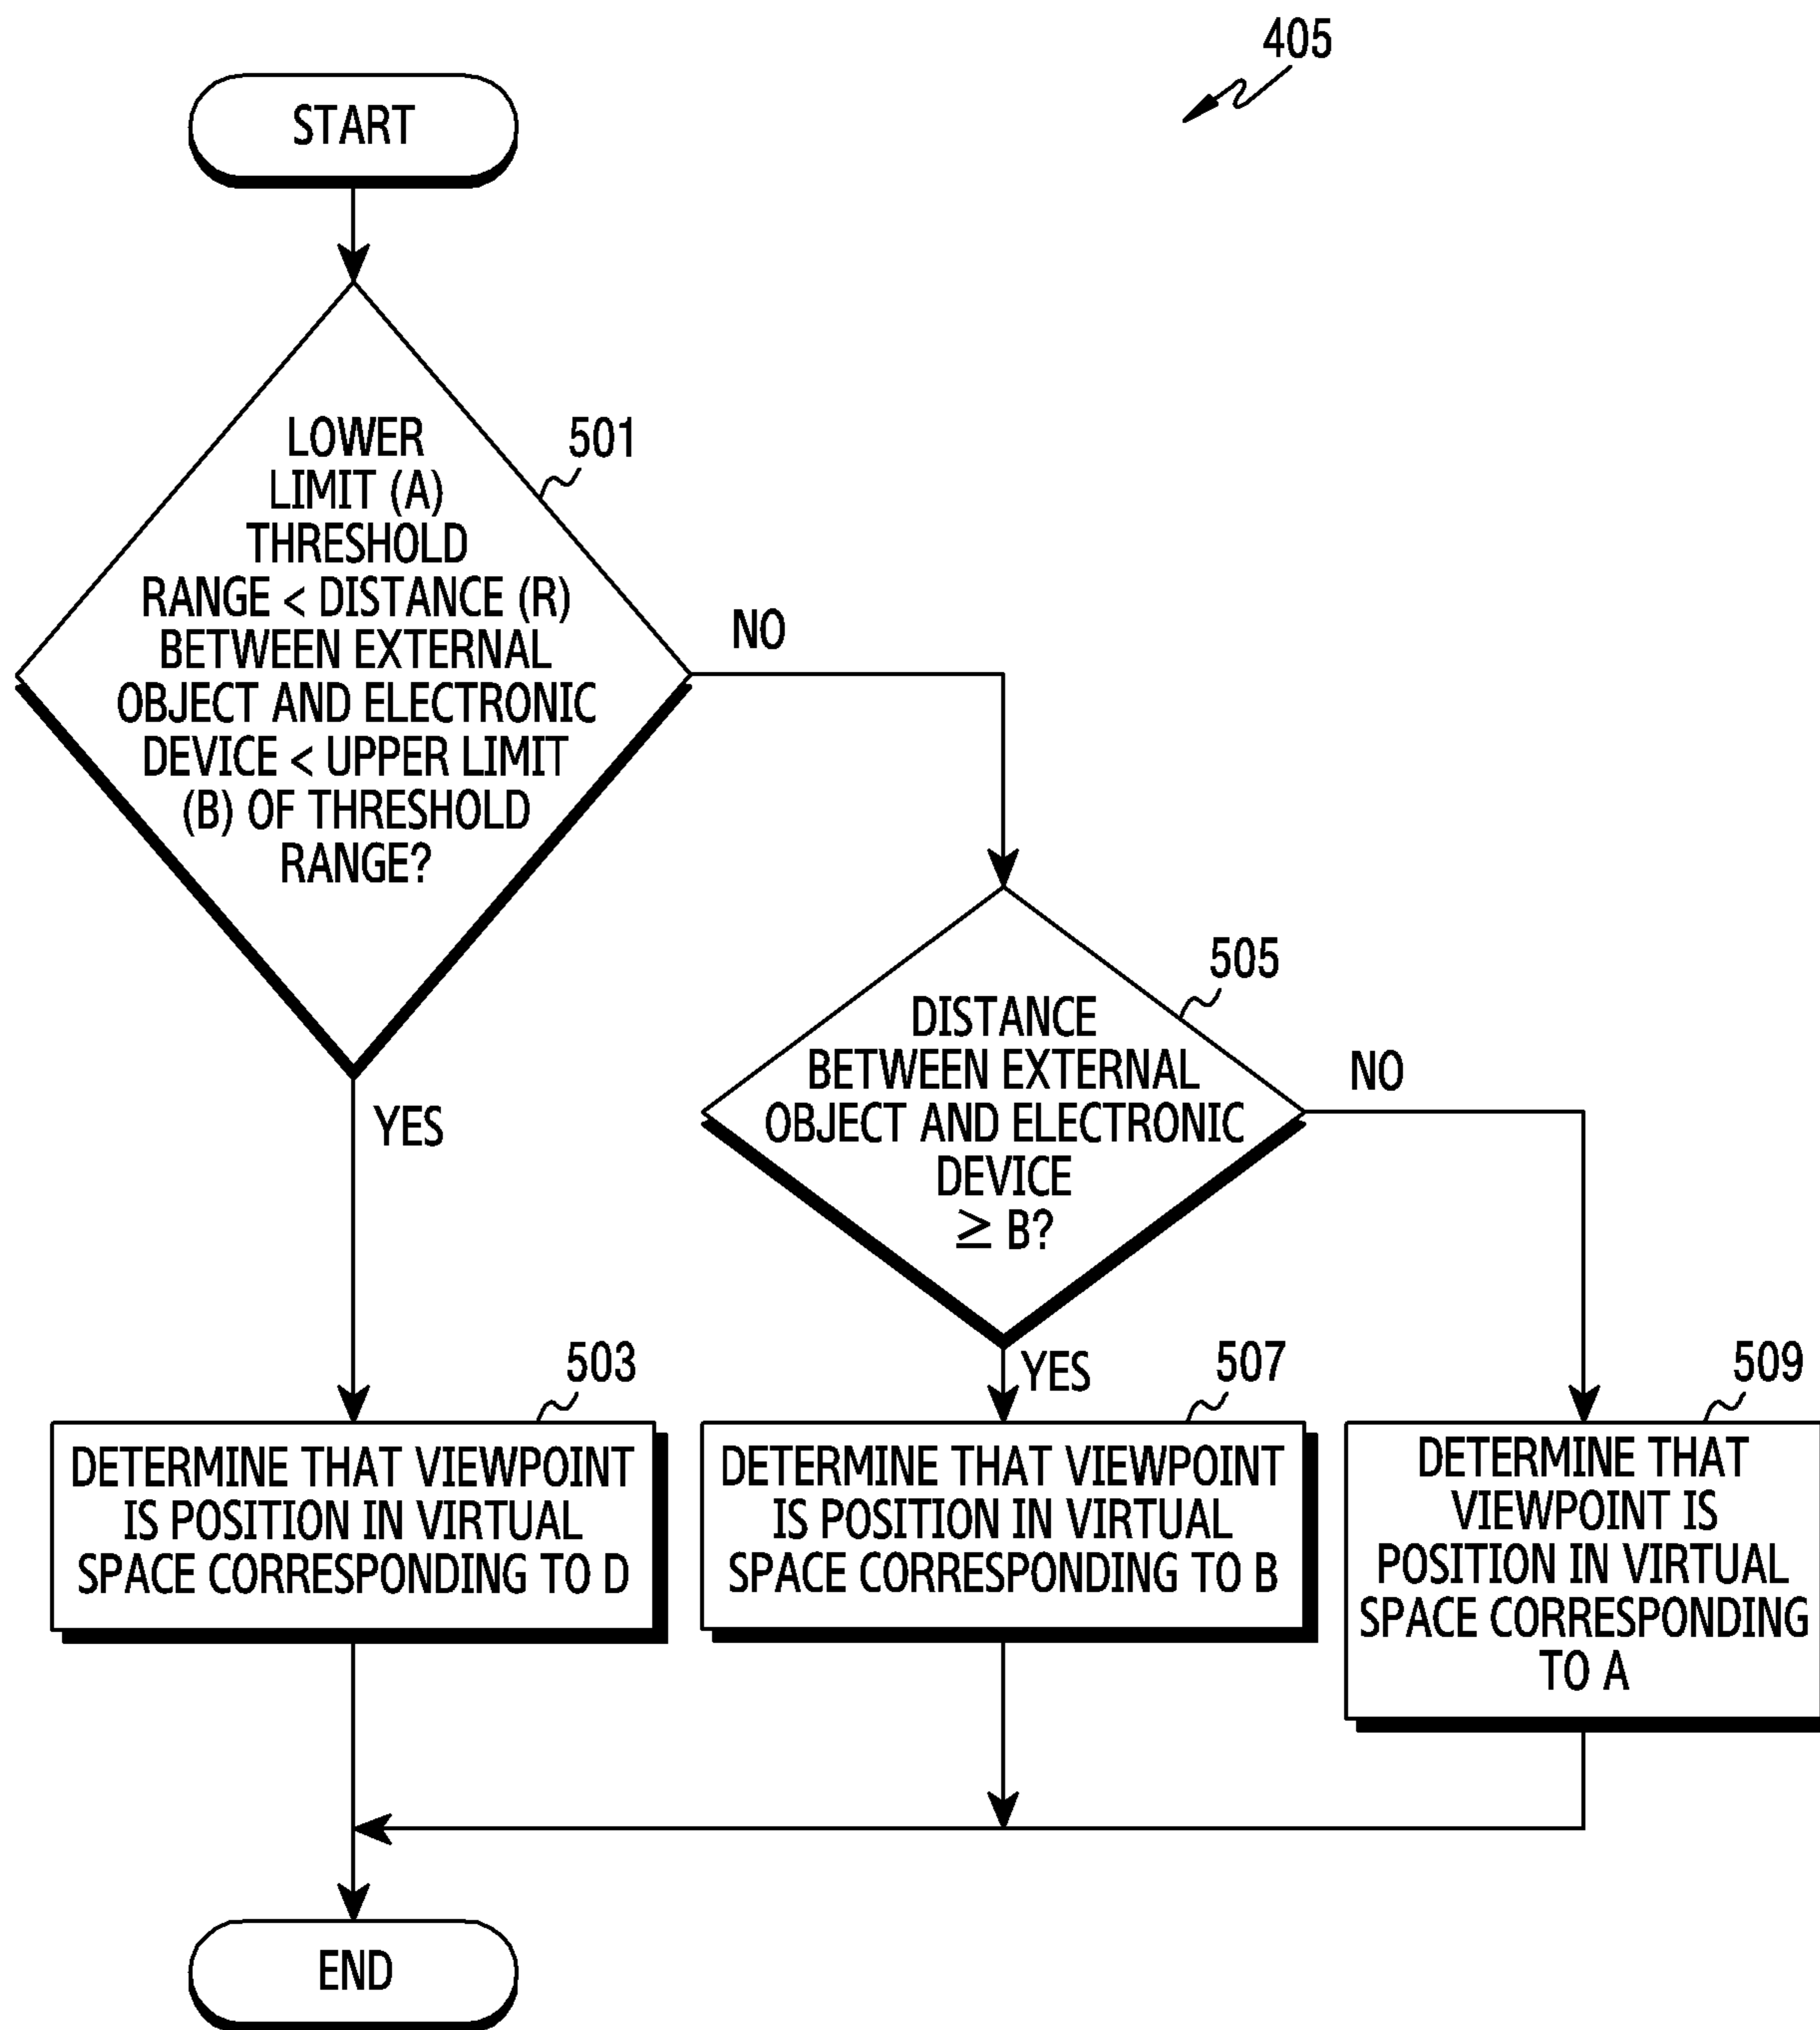 405
START
LOWER
LIMIT (A)
THRESHOLD
RANGE < DISTANCE (R)
BETWEEN EXTERNAL
OBJECT AND ELECTRONIC
DEVICE < UPPER LIMIT
(B) OF THRESHOLD
RANGE?
501
NO
YES
505
DISTANCE
BETWEEN EXTERNAL
OBJECT AND ELECTRONIC
DEVICE
≥ B?
NO
YES
503
DETERMINE THAT VIEWPOINT
IS POSITION IN VIRTUAL
SPACE CORRESPONDING TO D
507
DETERMINE THAT VIEWPOINT
IS POSITION IN VIRTUAL
SPACE CORRESPONDING TO B
509
DETERMINE THAT
VIEWPOINT IS
POSITION IN VIRTUAL
SPACE CORRESPONDING
TO A
END